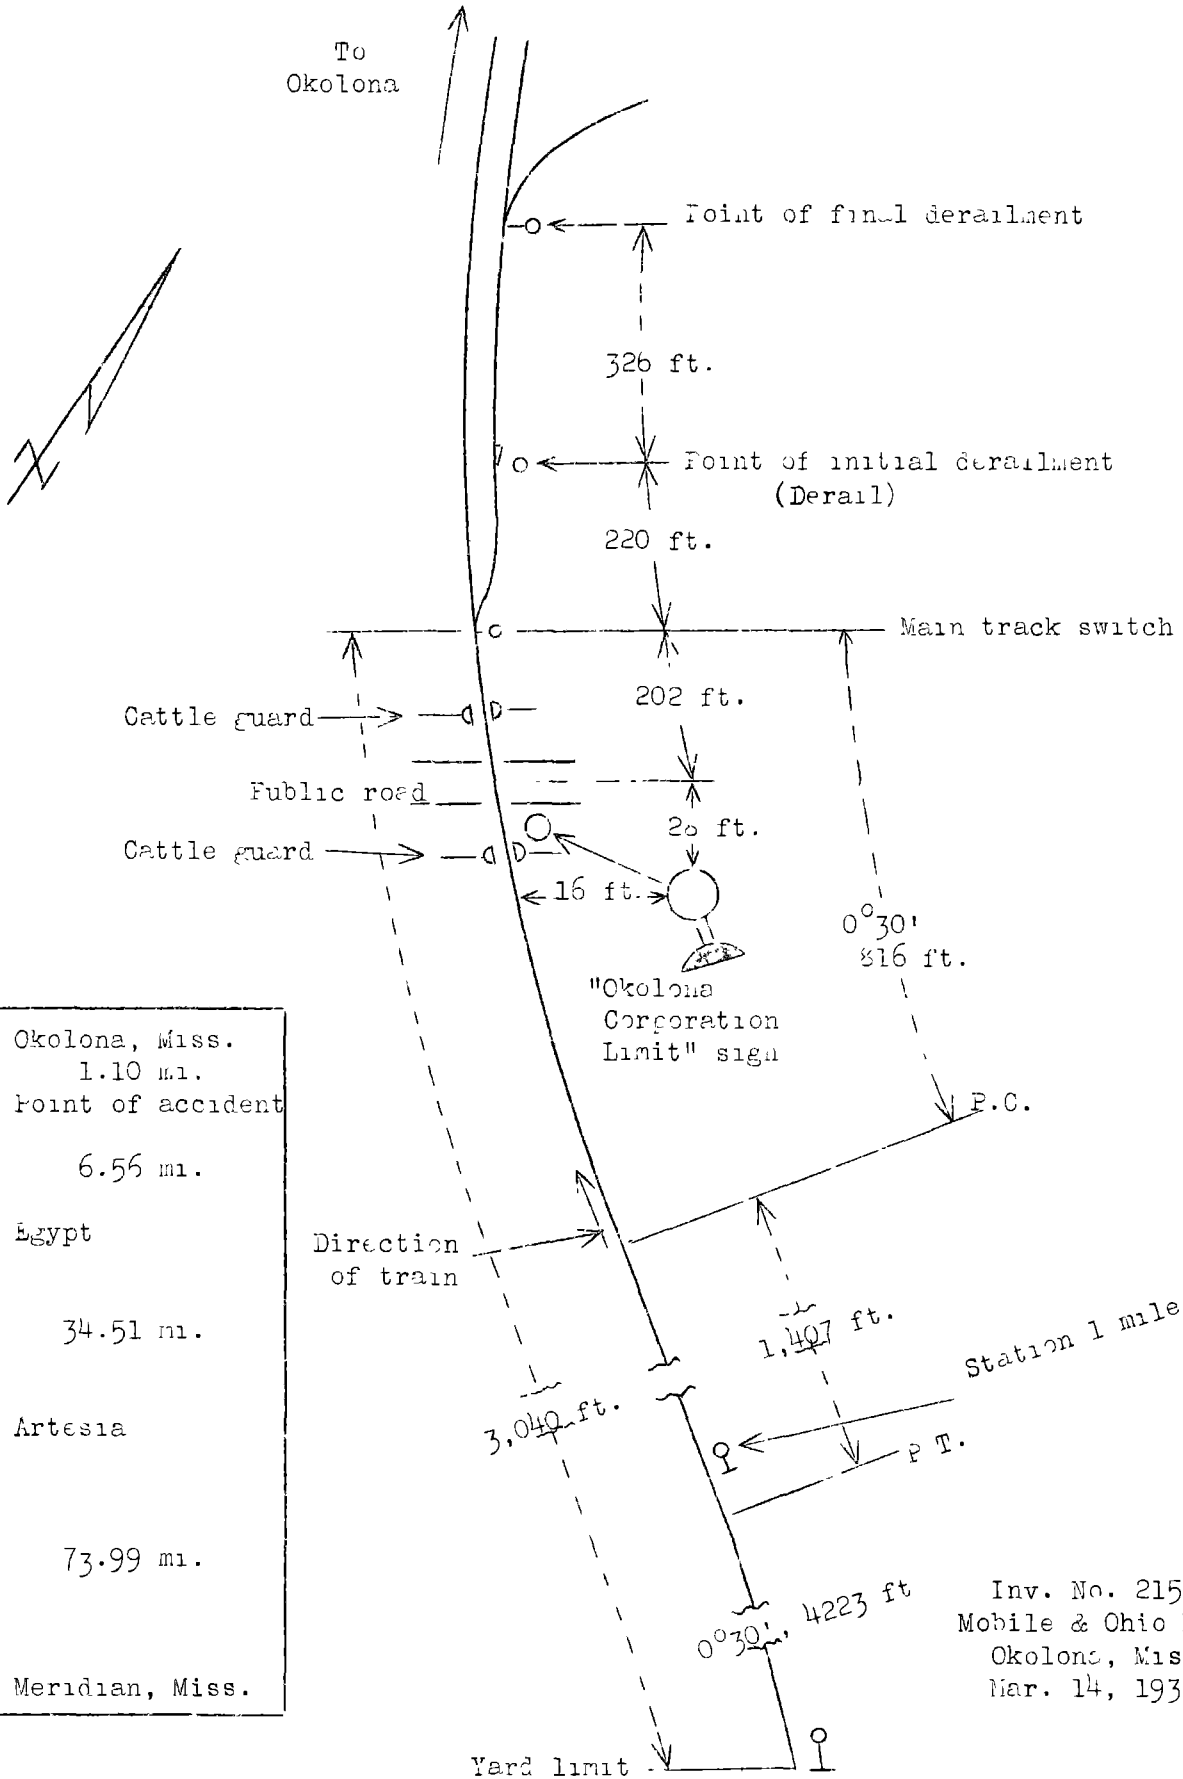 To
Okolona
Point of final derailment
326 ft.
Point of initial derailment
(Derail)
220 ft.
Main track switch
202 ft.
Cattle guard
Public road
Cattle guard
ft.
16 ft.
0°30'
816 ft.
"Okolona
Corporation
Limit" sign
P.C.
Okolona, Miss.
1.10 mi.
Point of accident
6.56 mi.
Egypt
34.51 mi.
Artesia
73.99 mi.
Meridian, Miss.
Direction
of train
1,407 ft.
Station 1 mile
3,040 ft.
P.T.
0°30', 4223 ft
Inv. No. 215
Mobile & Ohio
Okolona, Mis
Mar. 14, 193
Yard limit
N